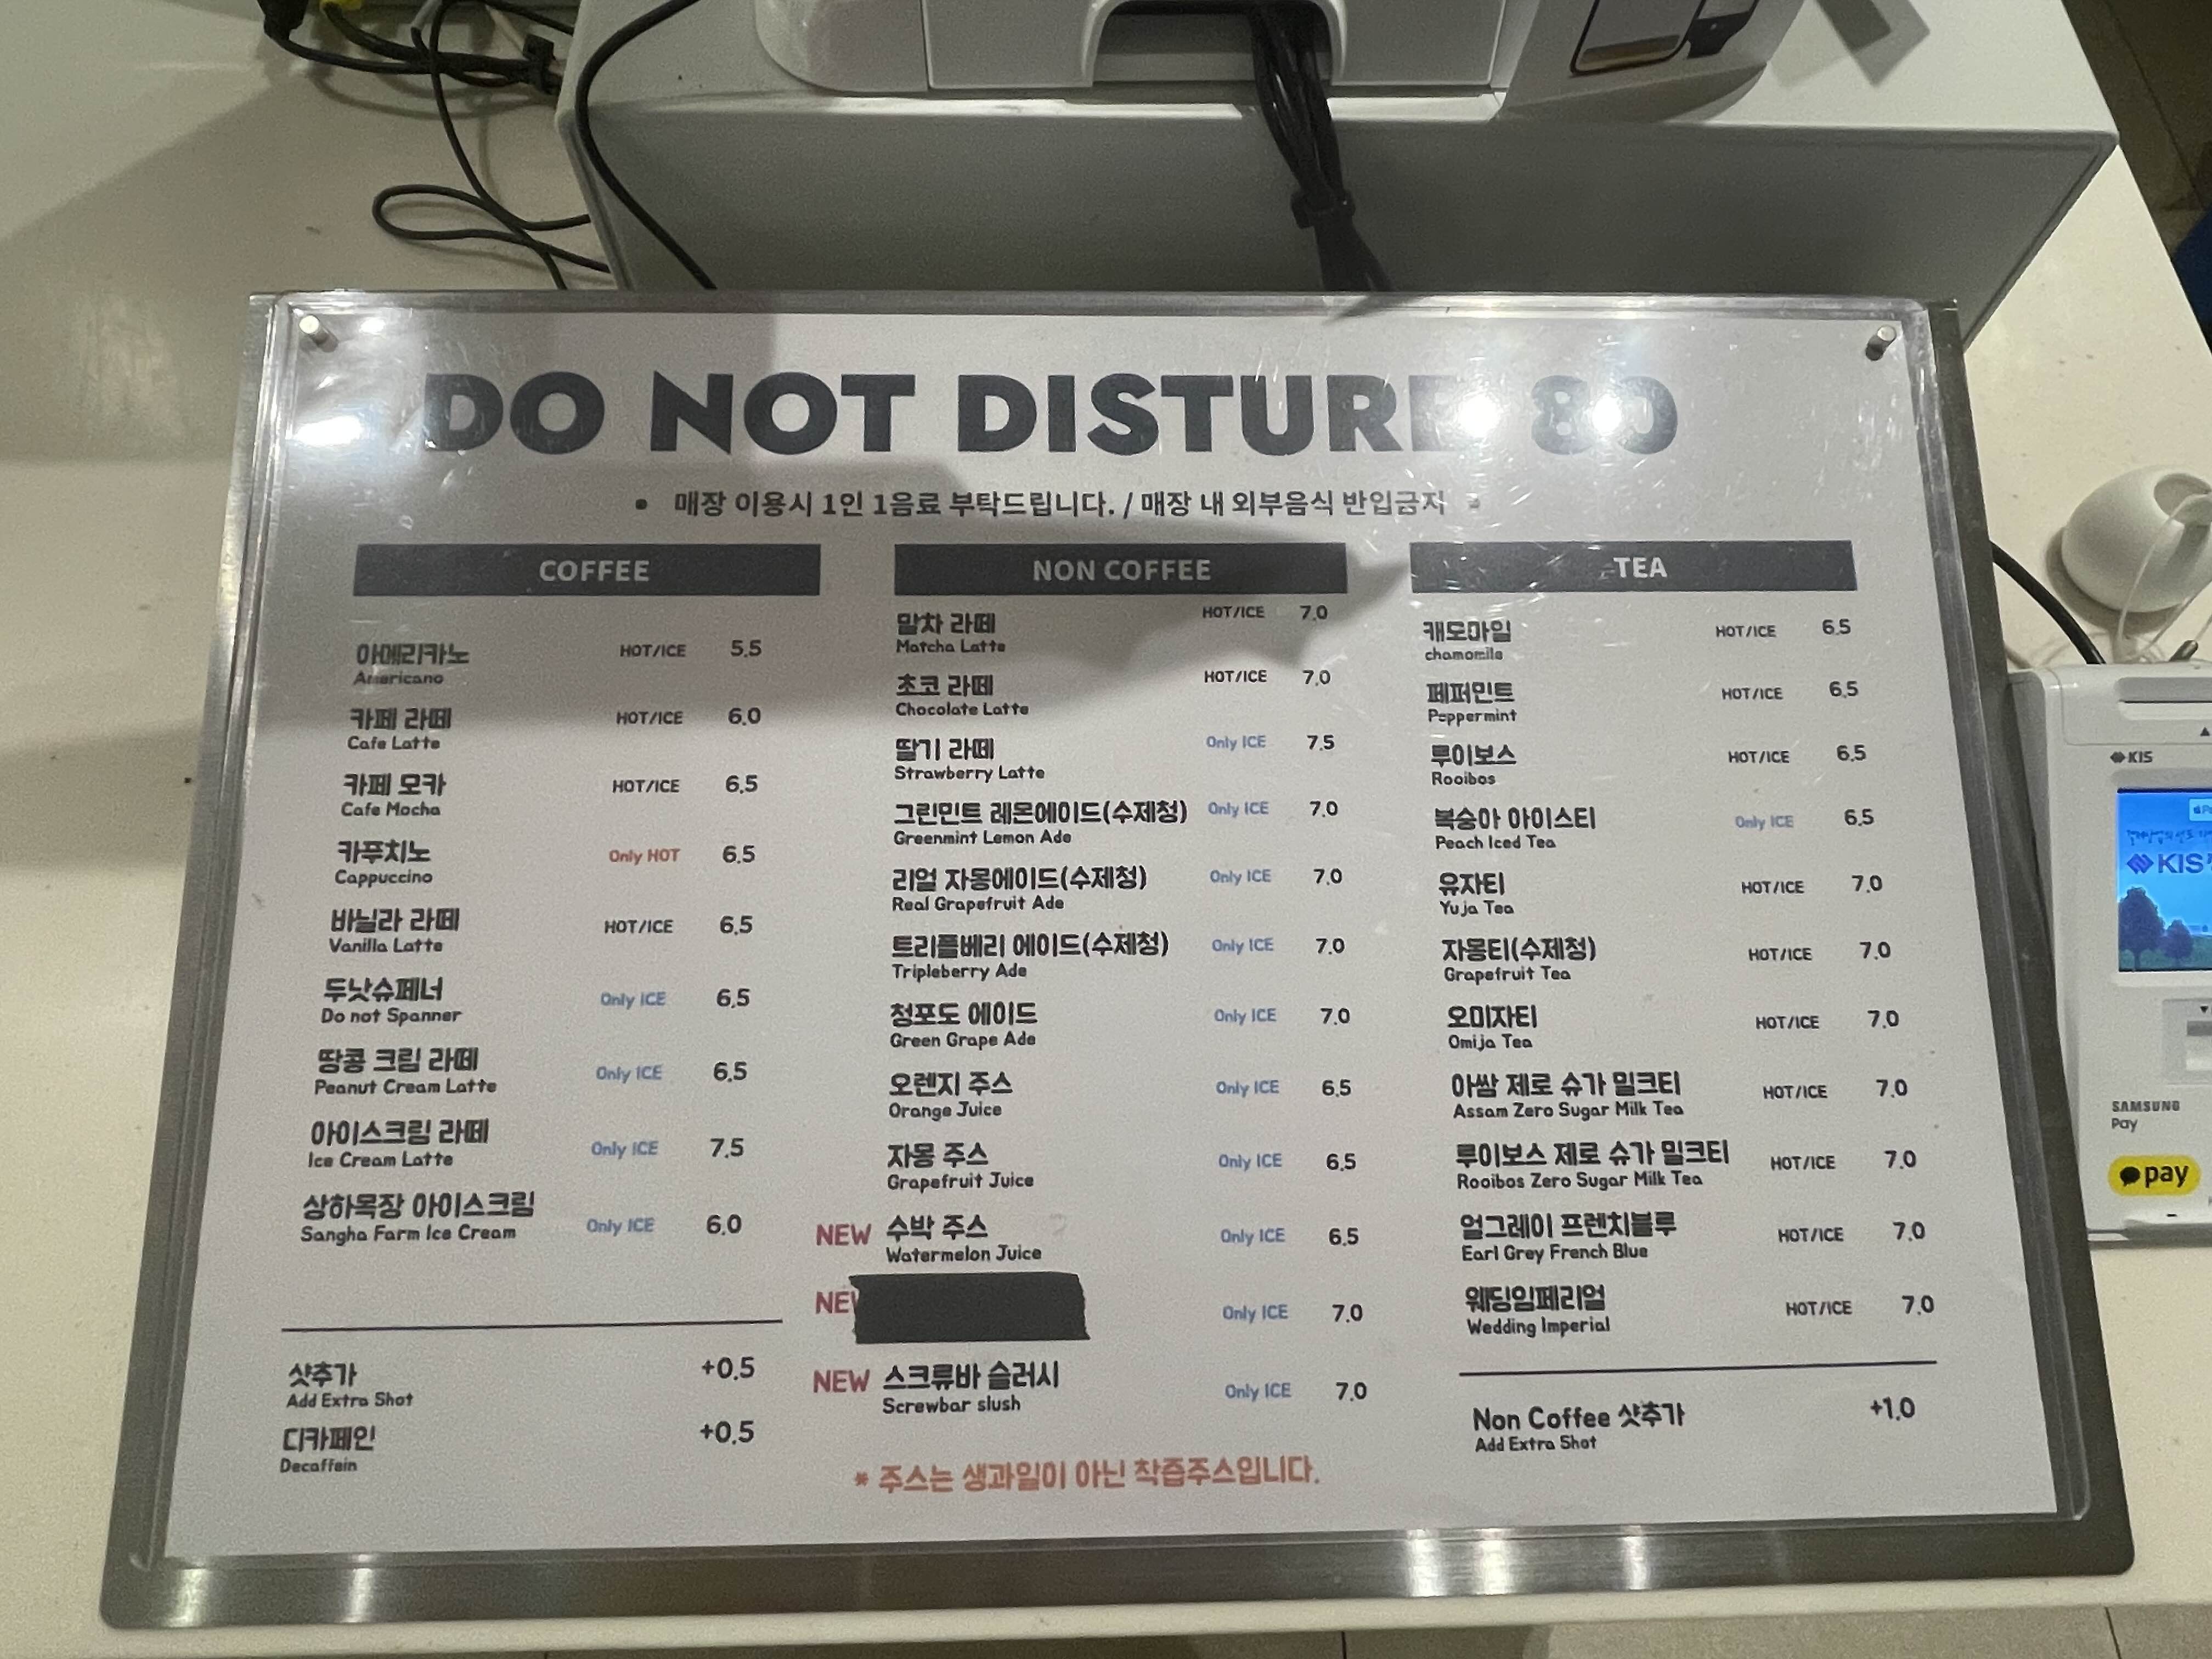 DO NOT DISTURB 80
• 매장 이용시 1인 1음료 부탁드립니다. / 매장 내 외부음식 반입금지 •
COFFEE
아메리카노 HOT/ICE 5.5
Americano
카페 라떼 HOT/ICE 6.0
Cafe Latte
카페 모카 HOT/ICE 6.5
Cafe Mocha
카푸치노 Only HOT 6.5
Cappuccino
바닐라 라떼 HOT/ICE 6.5
Vanilla Latte
두낫슈페너 Only ICE 6.5
Do not Spanner
땅콩 크림 라떼 Only ICE 6.5
Peanut Cream Latte
아이스크림 라떼 Only ICE 7.5
Ice Cream Latte
상하목장 아이스크림 Only ICE 6.0
Sangha Farm Ice Cream
샷추가 +0.5
Add Extra Shot
디카페인 +0.5
Decaffein
NON COFFEE
말차 라떼 HOT/ICE 7.0
Matcha Latte
초코 라떼 HOT/ICE 7.0
Chocolate Latte
딸기 라떼 Only ICE 7.5
Strawberry Latte
그린민트 레몬에이드(수제청) Only ICE 7.0
Greenmint Lemon Ade
리얼 자몽에이드(수제청) Only ICE 7.0
Real Grapefruit Ade
트리플베리 에이드(수제청) Only ICE 7.0
Tripleberry Ade
청포도 에이드 Only ICE 7.0
Green Grape Ade
오렌지 주스 Only ICE 6.5
Orange Juice
자몽 주스 Only ICE 6.5
Grapefruit Juice
NEW 수박 주스 Only ICE 6.5
Watermelon Juice
NEW Only ICE 7.0
NEW 스크류바 슬러시 Only ICE 7.0
Screwbar slush
* 주스는 생과일이 아닌 착즙주스입니다.
TEA
캐모마일 HOT/ICE 6.5
chamomile
페퍼민트 HOT/ICE 6.5
Peppermint
루이보스 HOT/ICE 6.5
Rooibos
복숭아 아이스티 Only ICE 6.5
Peach Iced Tea
유자티 HOT/ICE 7.0
Yuja Tea
자몽티(수제청) HOT/ICE 7.0
Grapefruit Tea
오미자티 HOT/ICE 7.0
Omija Tea
아쌈 제로 슈가 밀크티 HOT/ICE 7.0
Assam Zero Sugar Milk Tea
루이보스 제로 슈가 밀크티 HOT/ICE 7.0
Rooibos Zero Sugar Milk Tea
얼그레이 프렌치블루 HOT/ICE 7.0
Earl Grey French Blue
웨딩임페리얼 HOT/ICE 7.0
Wedding Imperial
Non Coffee 샷추가 +1.0
Add Extra Shot
KIS
KIS
SAMSUNG
Pay
pay